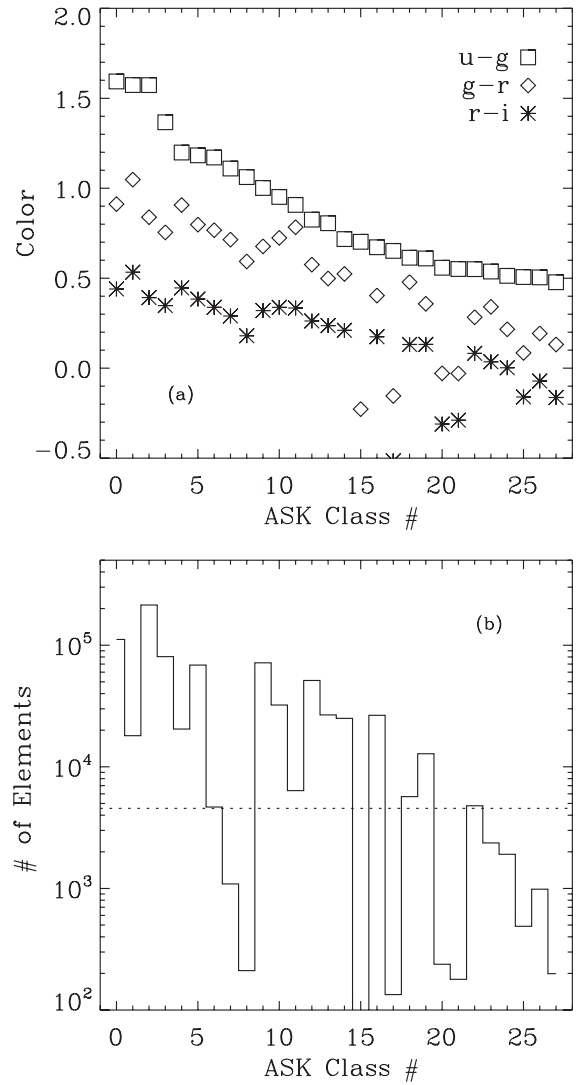 2.0
1.5
1.0
0.5
0.0
−0.5
Color
u−g
g−r
r−i
(a)
0 5 10 15 20 25
ASK Class #
10^5
10^4
10^3
10^2
# of Elements
(b)
0 5 10 15 20 25
ASK Class #